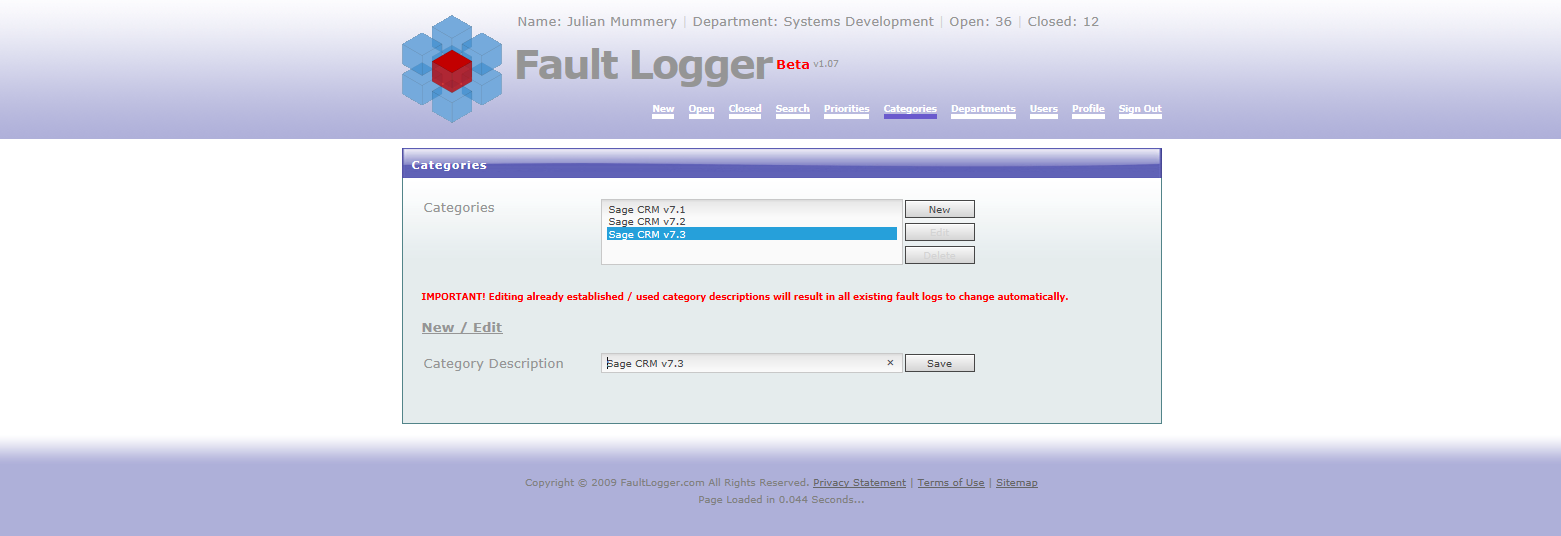 Name: Julian Mummery | Department: Systems Development | Open: 36 | Closed: 12
Fault Logger Beta v1.07
New Open Closed Search Priorities Categories Departments Users Profile Sign Out
Categories
Categories
Sage CRM v7.1
Sage CRM v7.2
Sage CRM v7.3
New
Edit
Delete
IMPORTANT! Editing already established / used category descriptions will result in all existing fault logs to change automatically.
New / Edit
Category Description
Sage CRM v7.3 ×
Save
Copyright © 2009 FaultLogger.com All Rights Reserved. Privacy Statement | Terms of Use | Sitemap
Page Loaded in 0.044 Seconds...